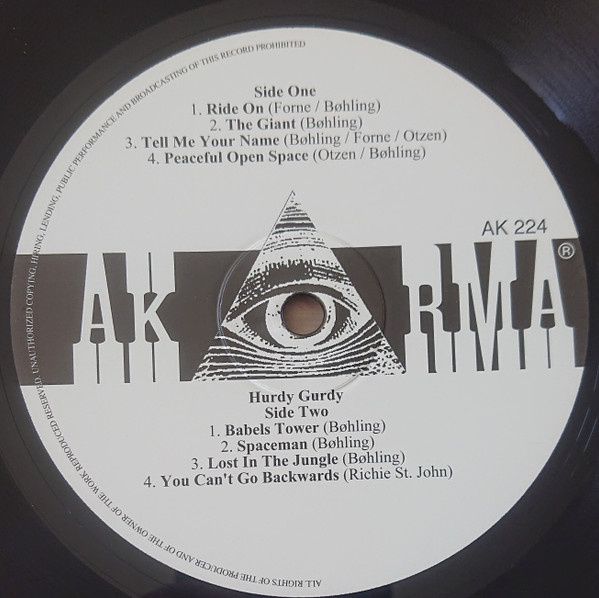 Side One
1. Ride On (Forne / Bøhling)
2. The Giant (Bøhling)
3. Tell Me Your Name (Bøhling / Forne / Otzen)
4. Peaceful Open Space (Otzen / Bøhling)
AK 224
AKARMA®
Hurdy Gurdy
Side Two
1. Babels Tower (Bøhling)
2. Spaceman (Bøhling)
3. Lost In The Jungle (Bøhling)
4. You Can't Go Backwards (Richie St. John)
ALL RIGHTS OF THE PRODUCER AND OF THE OWNER OF THE WORK REPRODUCED RESERVED. UNAUTHORIZED COPYING, HIRING, LENDING, PUBLIC PERFORMANCE AND BROADCASTING OF THIS RECORD PROHIBITED